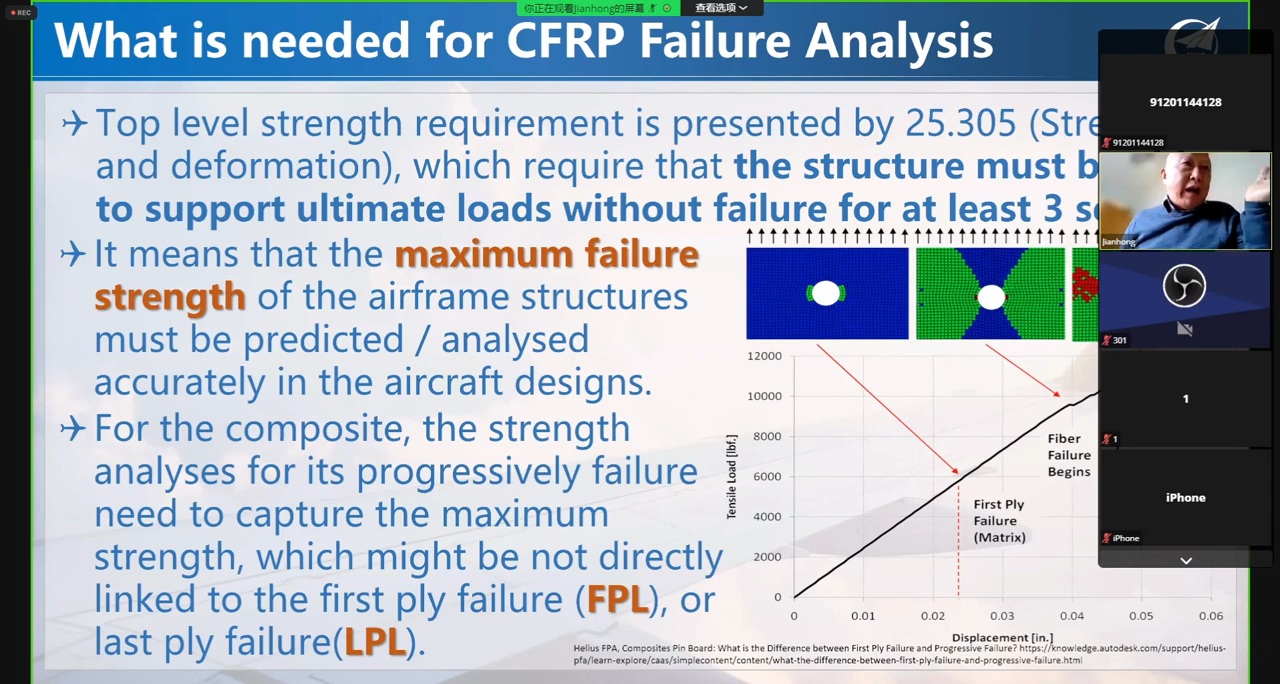 REC
你正在观看Jianhong的屏幕
查看选项
What is needed for CFRP Failure Analysis
Top level strength requirement is presented by 25.305 (Stre
and deformation), which require that the structure must b
to support ultimate loads without failure for at least 3 s
It means that the maximum failure
strength of the airframe structures
must be predicted / analysed
accurately in the aircraft designs.
For the composite, the strength
analyses for its progressively failure
need to capture the maximum
strength, which might be not directly
linked to the first ply failure (FPL), or
last ply failure(LPL).
12000
10000
8000
6000
4000
2000
0
Tensile Load [lbf.]
Fiber
Failure
Begins
First Ply
Failure
(Matrix)
0
0.01
0.02
0.03
0.04
0.05
0.06
Displacement [in.]
Helius FPA, Composites Pin Board: What is the Difference between First Ply Failure and Progressive Failure? https://knowledge.autodesk.com/support/helius-
pfa/learn-explore/caas/simplecontent/content/what-the-difference-between-first-ply-failure-and-progressive-failure.html
91201144128
91201144128
Jianhong
301
1
1
iPhone
iPhone